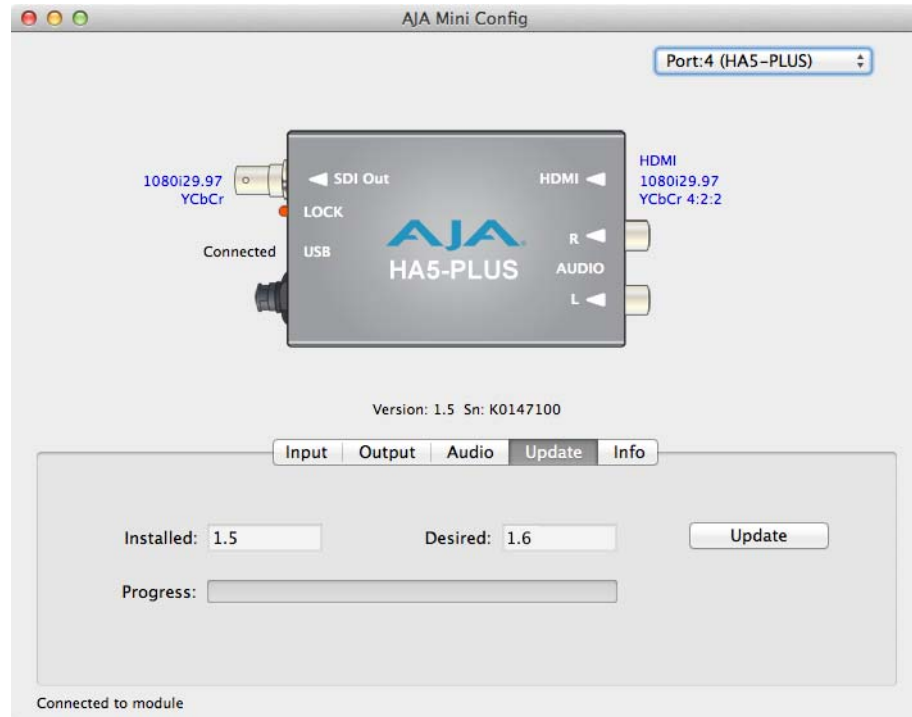 AJA Mini Config
Port:4 (HA5-PLUS)
1080i29.97
YCbCr
SDI Out
LOCK
Connected
USB
AJA
HA5-PLUS
HDMI
R
AUDIO
L
HDMI
1080i29.97
YCbCr 4:2:2
Version: 1.5 Sn: K0147100
Input Output Audio Update Info
Installed: 1.5 Desired: 1.6 Update
Progress:
Connected to module